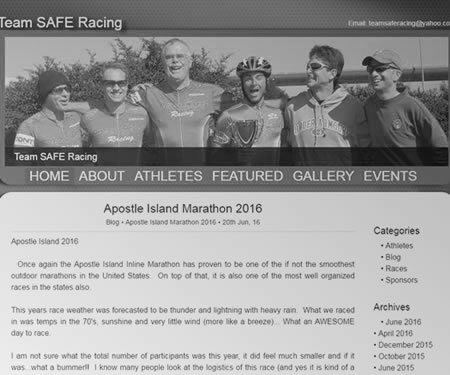 Team SAFE Racing
Email: teamsaferacing@yahoo.co
Team SAFE Racing
HOME ABOUT ATHLETES FEATURED GALLERY EVENTS
Apostle Island Marathon 2016
Blog • Apostle Island Marathon 2016 • 20th Jun, 16
Apostle Island 2016
Once again the Apostle Island Inline Marathon has proven to be one of the if not the smoothest
outdoor marathons in the United States. On top of that, it is also one of the most well organized
races in the states also.
This years race weather was forecasted to be thunder and lightning with heavy rain. What we raced
in was temps in the 70's, sunshine and very little wind (more like a breeze)... What an AWESOME
day to race.
I am not sure what the total number of participants was this year, it did feel much smaller and if it
was...what a bummer!! I know many people look at the logistics of this race (and yes it is kind of a
Categories
• Athletes
• Blog
• Races
• Sponsors
Archives
• June 2016
• April 2016
• December 2015
• October 2015
• June 2015